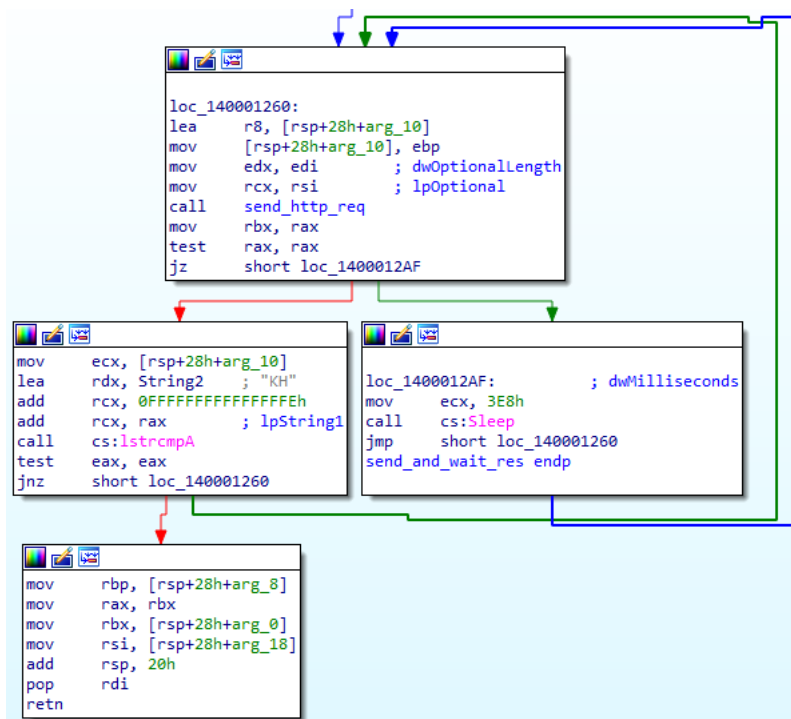 loc_140001260:
lea r8, [rsp+28h+arg_10]
mov [rsp+28h+arg_10], ebp
mov edx, edi ; dwOptionalLength
mov rcx, rsi ; lpOptional
call send_http_req
mov rbx, rax
test rax, rax
jz short loc_1400012AF
mov ecx, [rsp+28h+arg_10]
lea rdx, String2 ; "KH"
add rcx, 0FFFFFFFFFFFFFFFEh
add rcx, rax ; lpString1
call cs:lstrcmpA
test eax, eax
jnz short loc_140001260
loc_1400012AF: ; dwMilliseconds
mov ecx, 3E8h
call cs:Sleep
jmp short loc_140001260
send_and_wait_res endp
mov rbp, [rsp+28h+arg_8]
mov rax, rbx
mov rbx, [rsp+28h+arg_0]
mov rsi, [rsp+28h+arg_18]
add rsp, 20h
pop rdi
retn